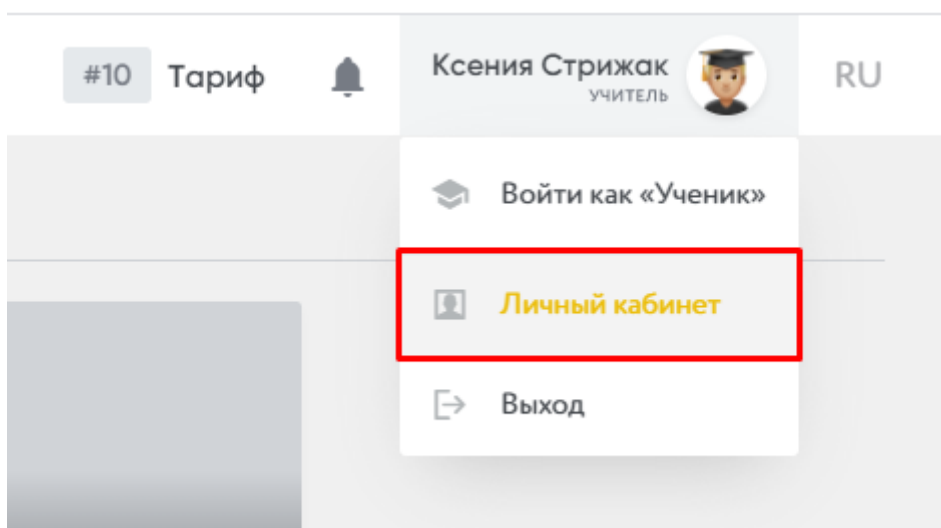 #10 Тариф
Ксения Стрижак
УЧИТЕЛЬ
RU
Войти как «Ученик»
Личный кабинет
Выход